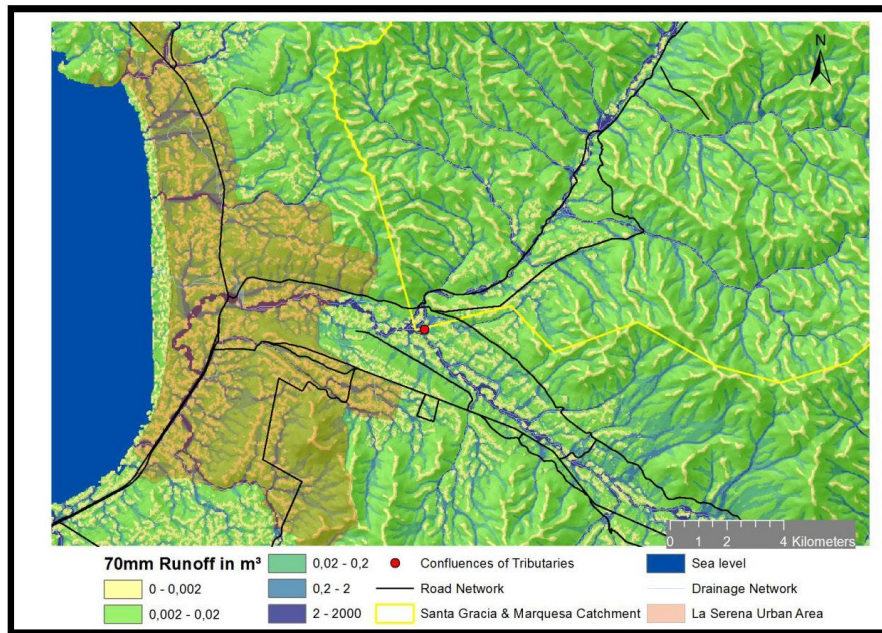 N
0 1 2 4 Kilometers
70mm Runoff in m³
0 - 0,002
0,002 - 0,02
0,02 - 0,2
0,2 - 2
2 - 2000
Confluences of Tributaries
Road Network
Santa Gracia & Marquesa Catchment
Sea level
Drainage Network
La Serena Urban Area